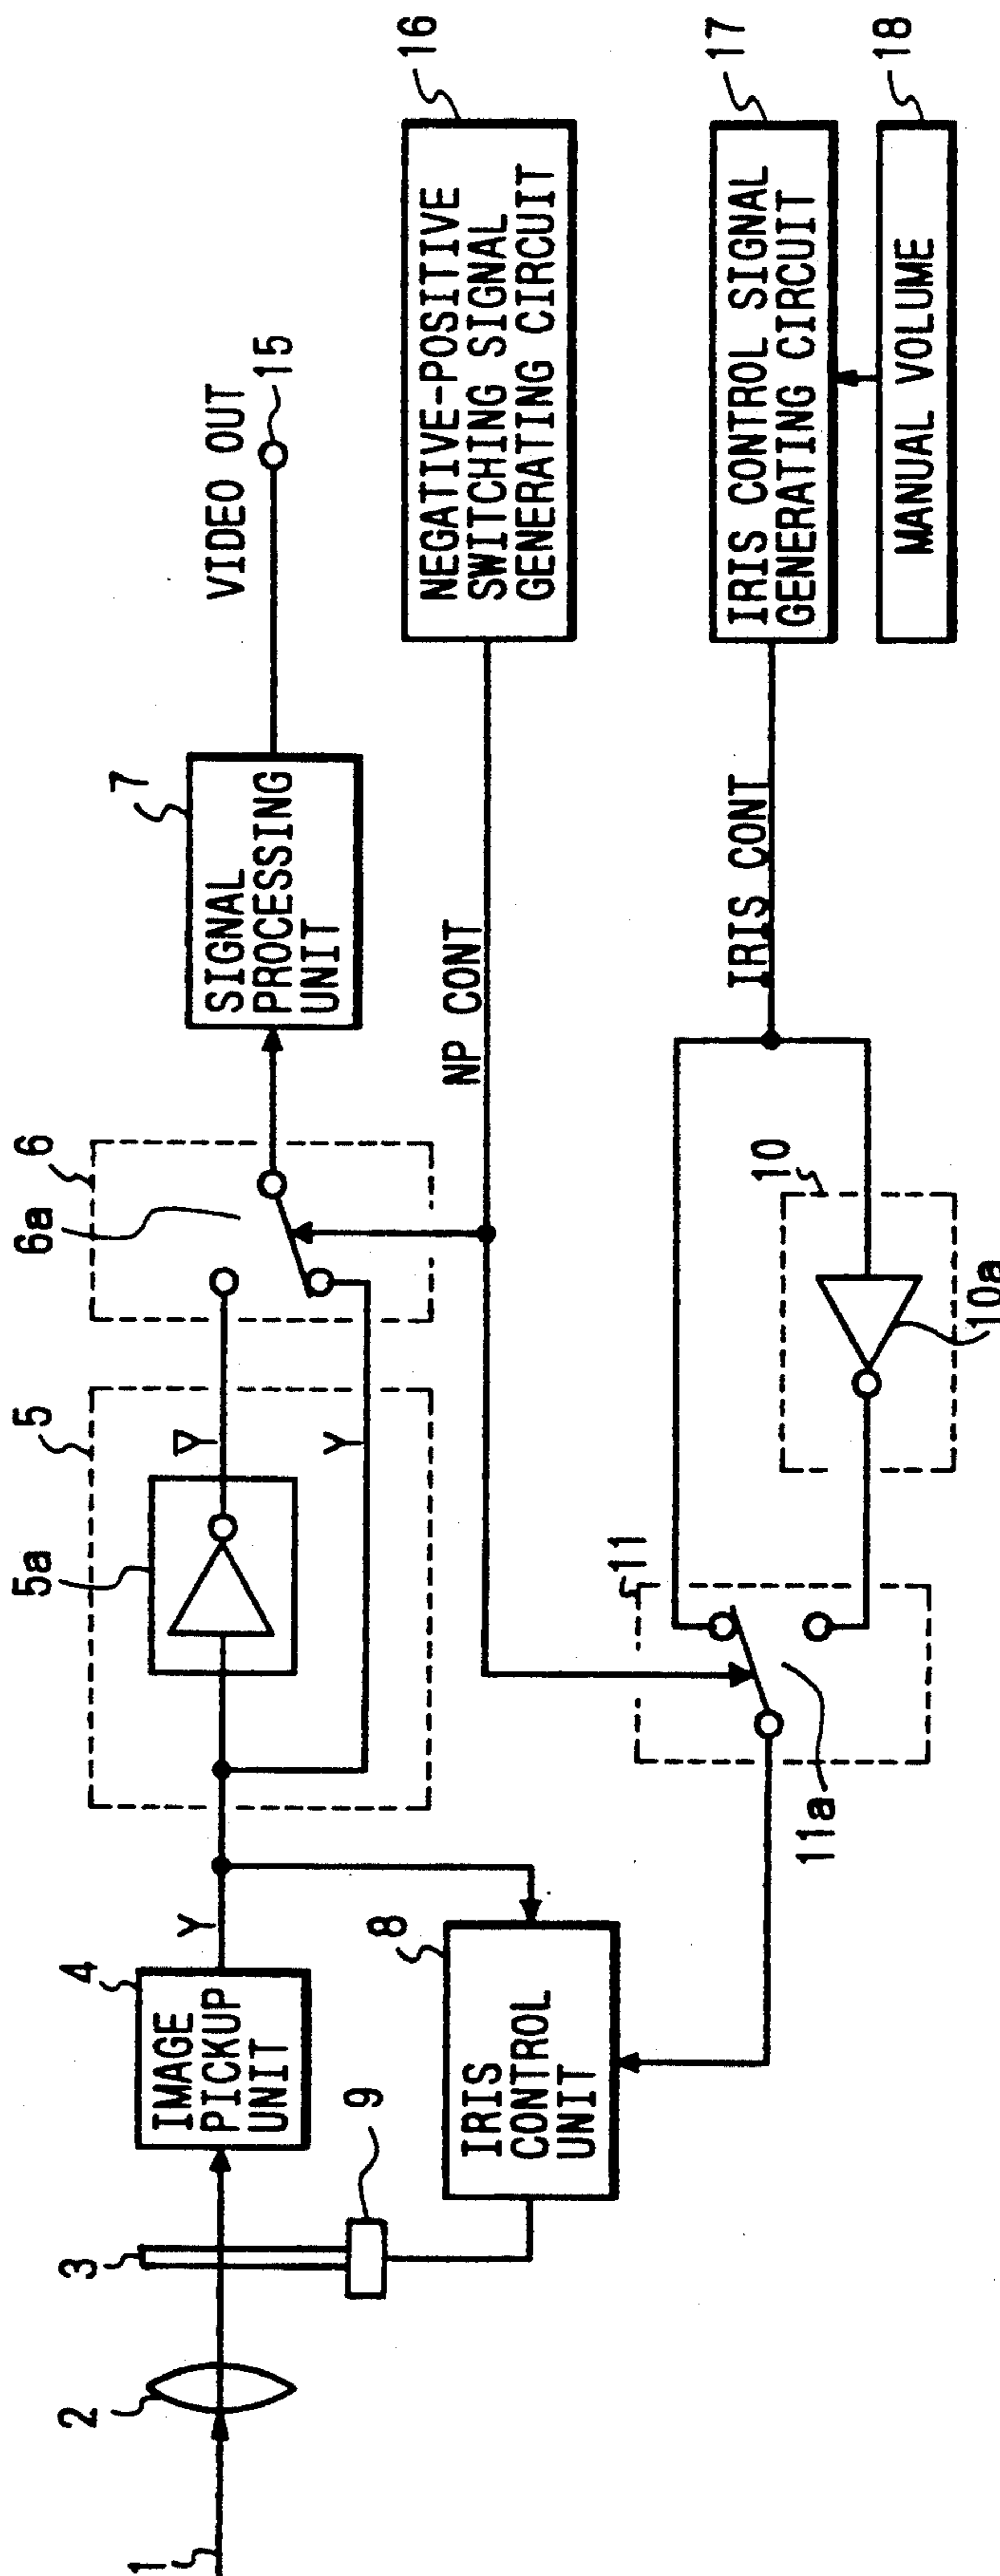 1
2
3
4
IMAGE
PICKUP
UNIT
9
Y
5
5a
Y̅
Y
6
6a
7
SIGNAL
PROCESSING
UNIT
VIDEO OUT
15
8
IRIS
CONTROL
UNIT
NP CONT
NEGATIVE-POSITIVE
SWITCHING SIGNAL
GENERATING CIRCUIT
16
11
11a
10
10a
IRIS CONT
IRIS CONTROL SIGNAL
GENERATING CIRCUIT
17
MANUAL VOLUME
18